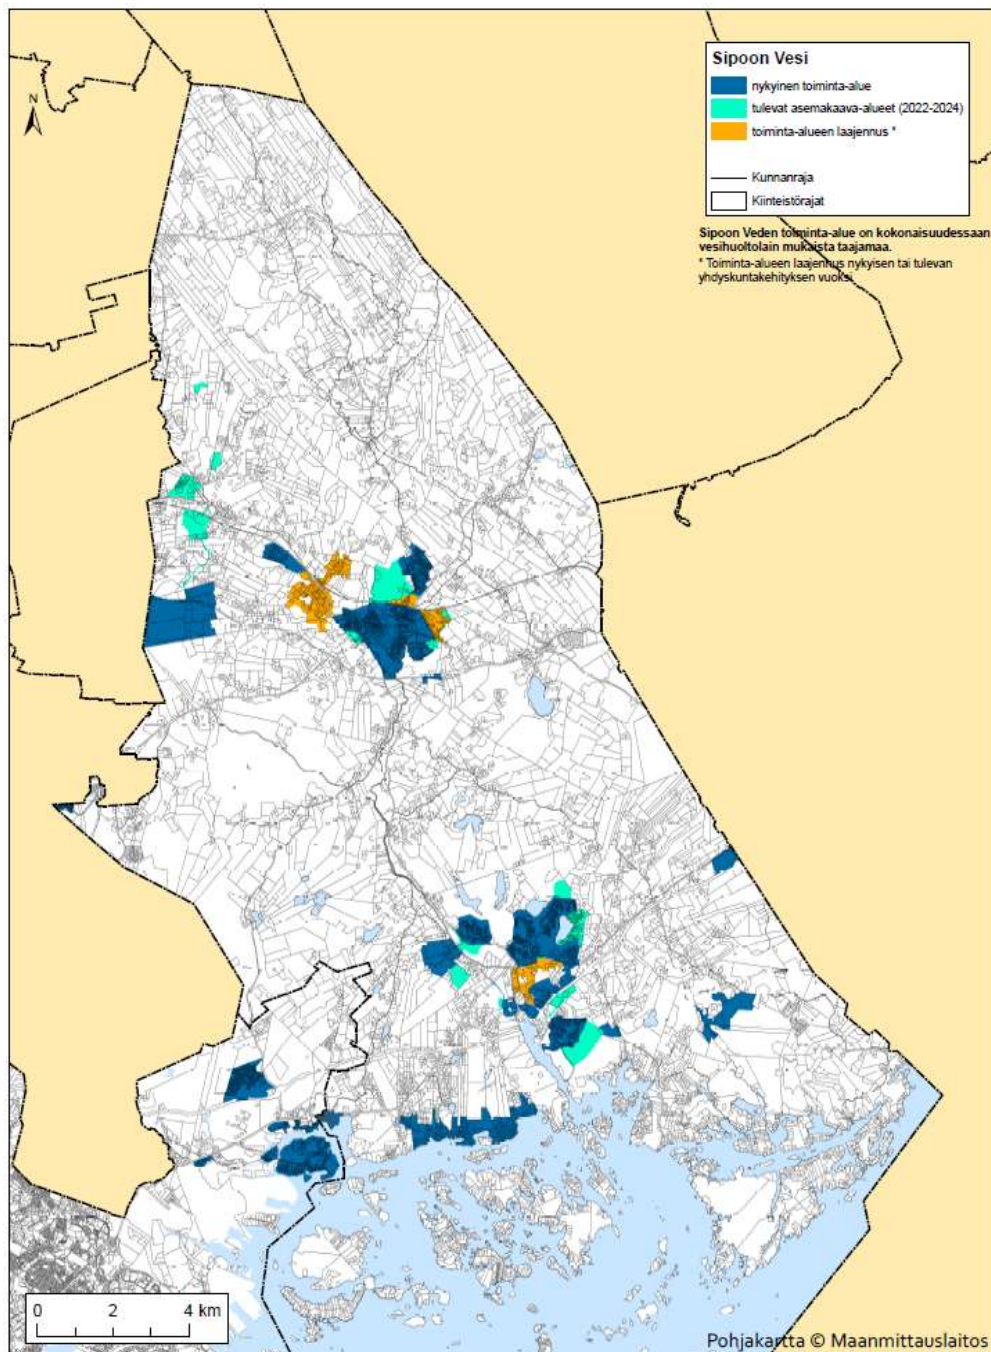 N
Sipoon Vesi
nykyinen toiminta-alue
tulevat asemakaava-alueet (2022-2024)
toiminta-alueen laajennus *
Kunnanraja
Kiinteistörajat
Sipoon Veden toiminta-alue on kokonaisuudessaan
vesihuoltolain mukaista taajamaa.
* Toiminta-alueen laajennus nykyisen tai tulevan
yhdyskuntakehityksen vuoksi.
0 2 4 km
Pohjakartta © Maanmittauslaitos